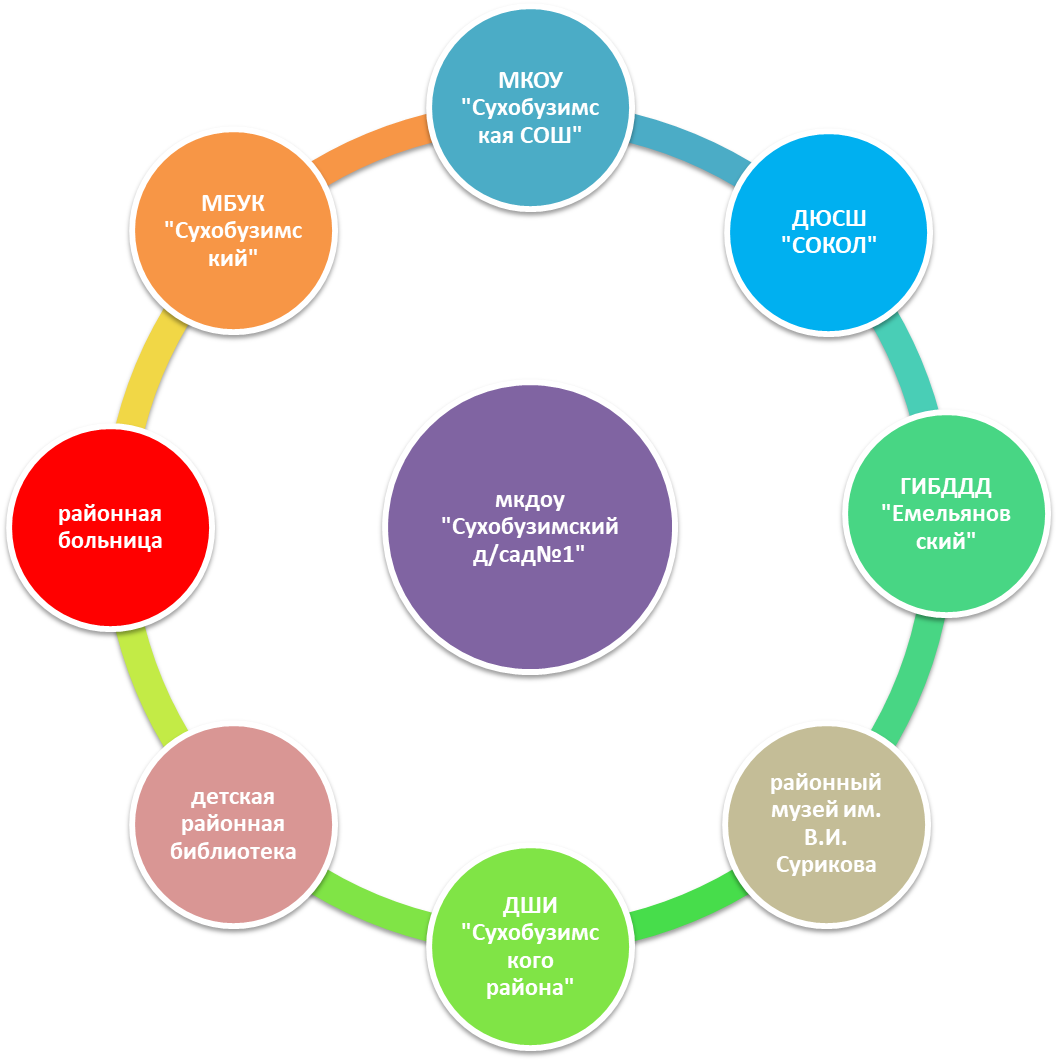 МКОУ
"Сухобузимс
кая СОШ"
ДЮСШ
"СОКОЛ"
ГИБДДД
"Емельянов
ский"
районный
музей им.
В.И.
Сурикова
ДШИ
"Сухобузимс
кого
района"
детская
районная
библиотека
районная
больница
МБУК
"Сухобузимс
кий"
мкдоу
"Сухобузимский
д/сад№1"